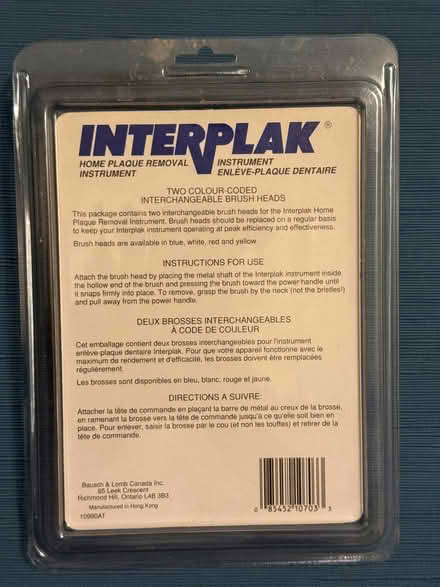 INTERPLAK®
HOME PLAQUE REMOVAL INSTRUMENT
INSTRUMENT ENLÈVE-PLAQUE DENTAIRE
TWO COLOUR-CODED
INTERCHANGEABLE BRUSH HEADS
This package contains two interchangeable brush heads for the Interplak Home
Plaque Removal Instrument. Brush heads should be replaced on a regular basis
to keep your Interplak instrument operating at peak efficiency and effectiveness.
Brush heads are available in blue, white, red and yellow
INSTRUCTIONS FOR USE
Attach the brush head by placing the metal shaft of the Interplak instrument inside
the hollow end of the brush and pressing the brush toward the power handle until
it snaps firmly into place. To remove, grasp the brush by the neck (not the bristles!)
and pull away from the power handle.
DEUX BROSSES INTERCHANGEABLES
À CODE DE COULEUR
Cet emballage contient deux brosses interchangeables pour l'instrument
enlève-plaque dentaire Interplak. Pour que votre appareil fonctionne avec le
maximum de rendement et d'efficacité, les brosses doivent être remplacées
régulièrement.
Les brosses sont disponibles en bleu, blanc, rouge et jaune.
DIRECTIONS A SUIVRE:
Attacher la tête de commande en plaçant la barre de métal au creux de la brosse,
en ramenant la brosse vers la tête de commande jusqu'à ce qu'elle soit bien en
place. Pour enlever, saisir la brosse par le cou (et non les touffes) et retirer de la
tête de commande.
Bausch & Lomb Canada Inc.
85 Leek Crescent
Richmond Hill, Ontario L4B 3B3
Manufactured in Hong Kong
10990AT
0 85452 10703 3